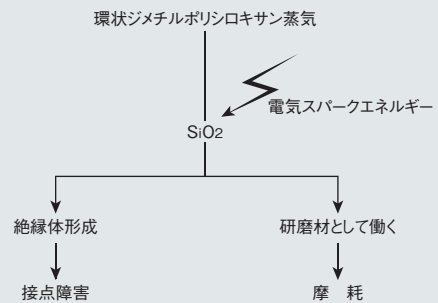 環状ジメチルポリシロキサン蒸気
電気スパークエネルギー
SiO2
絶縁体形成
研磨材として働く
接点障害
摩 耗